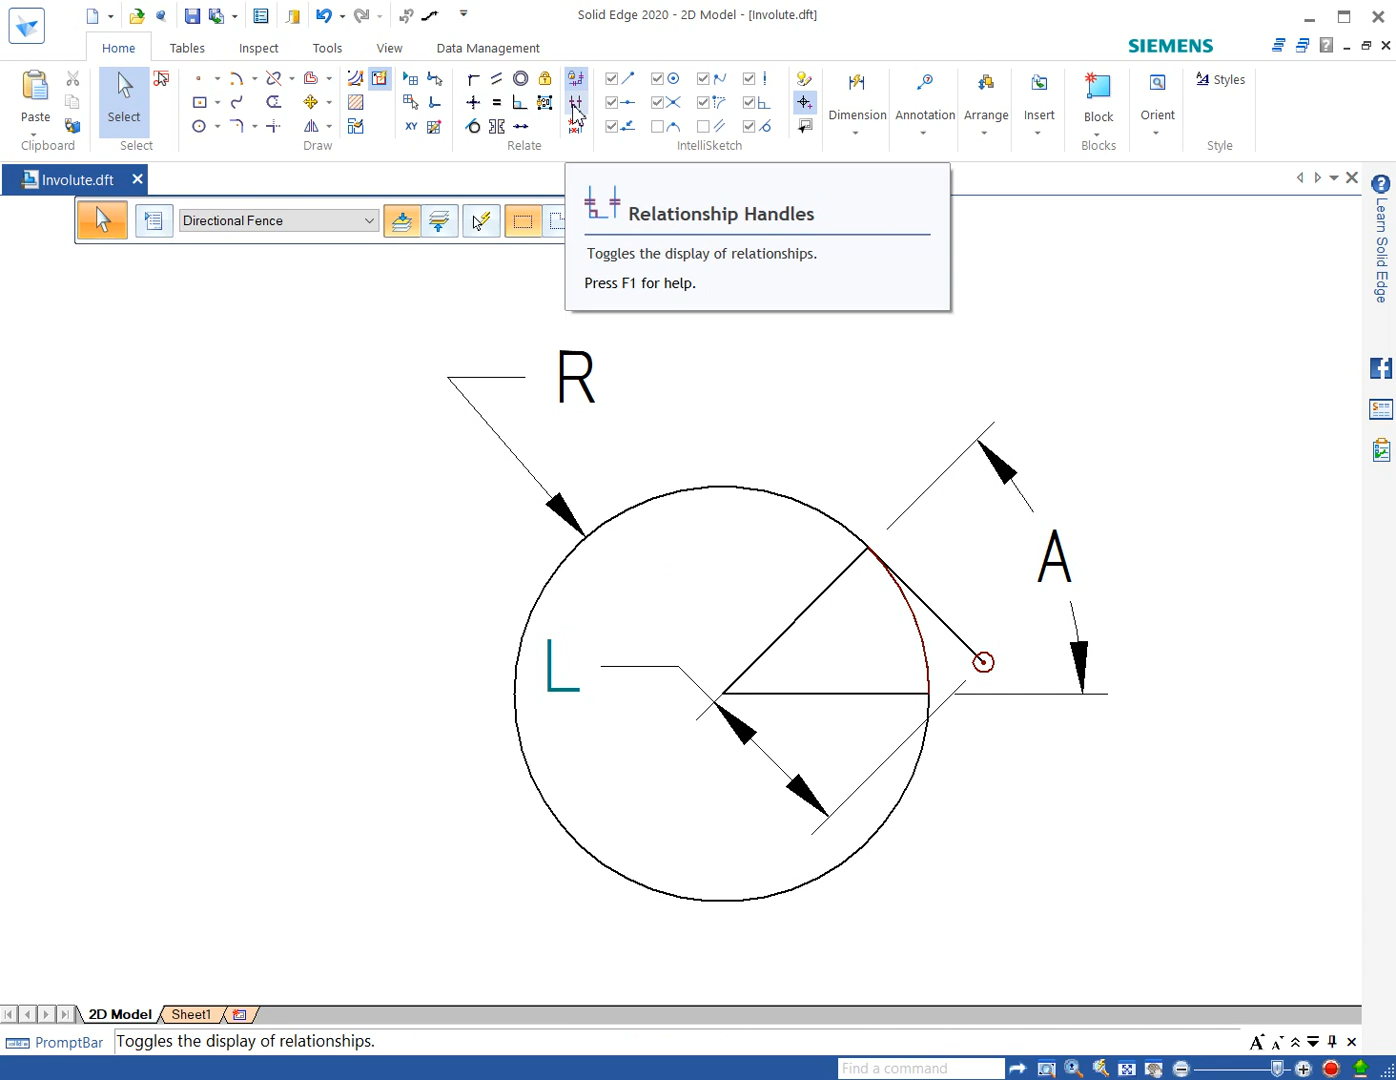 Solid Edge 2020 - 2D Model - [Involute.dft]
Home
Tables
Inspect
Tools
View
Data Management
SIEMENS
Paste
Select
XY
Dimension
Annotation
Arrange
Insert
Block
Orient
Styles
Clipboard
Select
Draw
Relate
IntelliSketch
Blocks
Style
Involute.dft
Directional Fence
Relationship Handles
Toggles the display of relationships.
Press F1 for help.
Learn Solid Edge
R
A
L
2D Model
Sheet1
PromptBar
Toggles the display of relationships.
Find a command